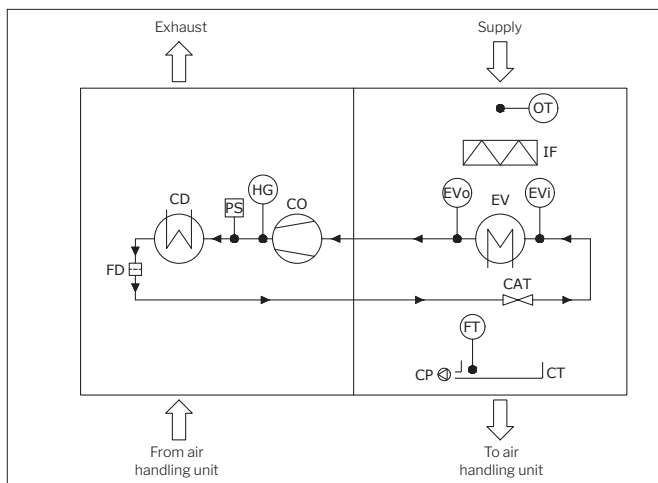 Exhaust
Supply
OT
IF
HG
EVo
EV
EVi
CD
PS
CO
FD
CAT
FT
CP
CT
From air
handling unit
To air
handling unit